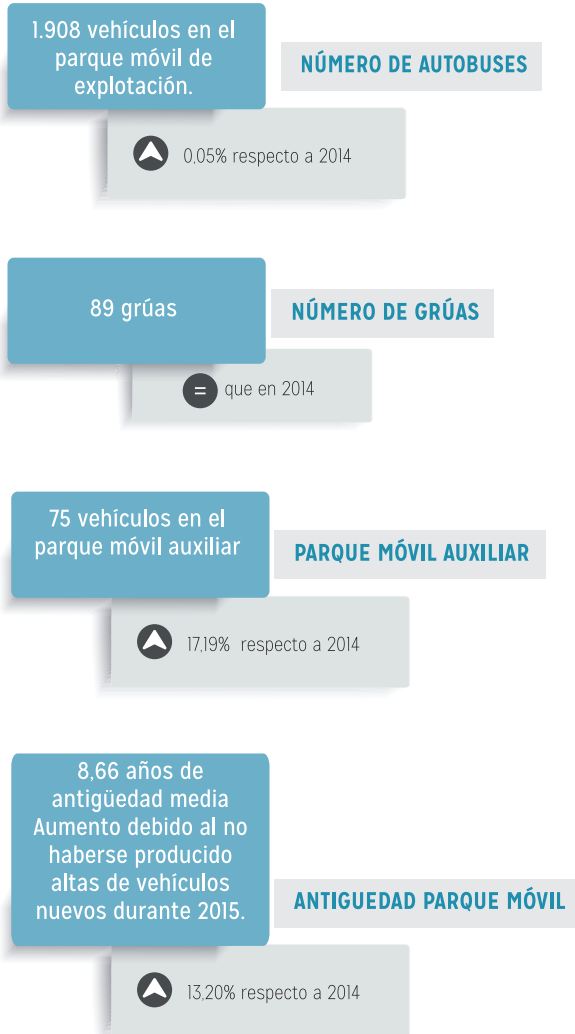 1.908 vehículos en el
parque móvil de
explotación.
NÚMERO DE AUTOBUSES
0,05% respecto a 2014
89 grúas
NÚMERO DE GRÚAS
= que en 2014
75 vehículos en el
parque móvil auxiliar
PARQUE MÓVIL AUXILIAR
17,19% respecto a 2014
8,66 años de
antigüedad media
Aumento debido al no
haberse producido
altas de vehículos
nuevos durante 2015.
ANTIGUEDAD PARQUE MÓVIL
13,20% respecto a 2014